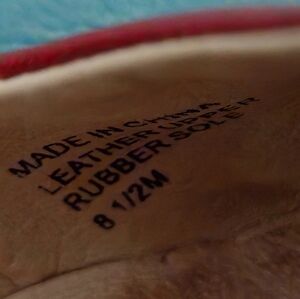 MADE IN CHINA
LEATHER UPPER
RUBBER SOLE
8 1/2M